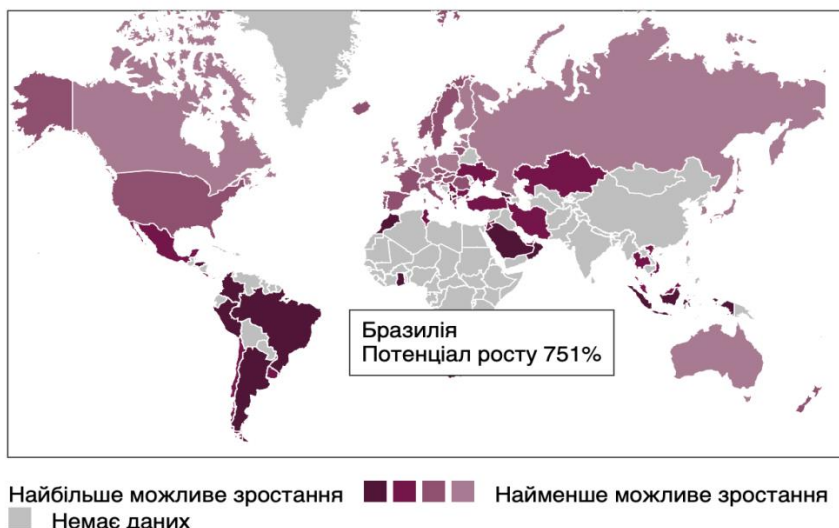 Бразилія
Потенціал росту 751%
Найбільше можливе зростання Найменше можливе зростання
Немає даних